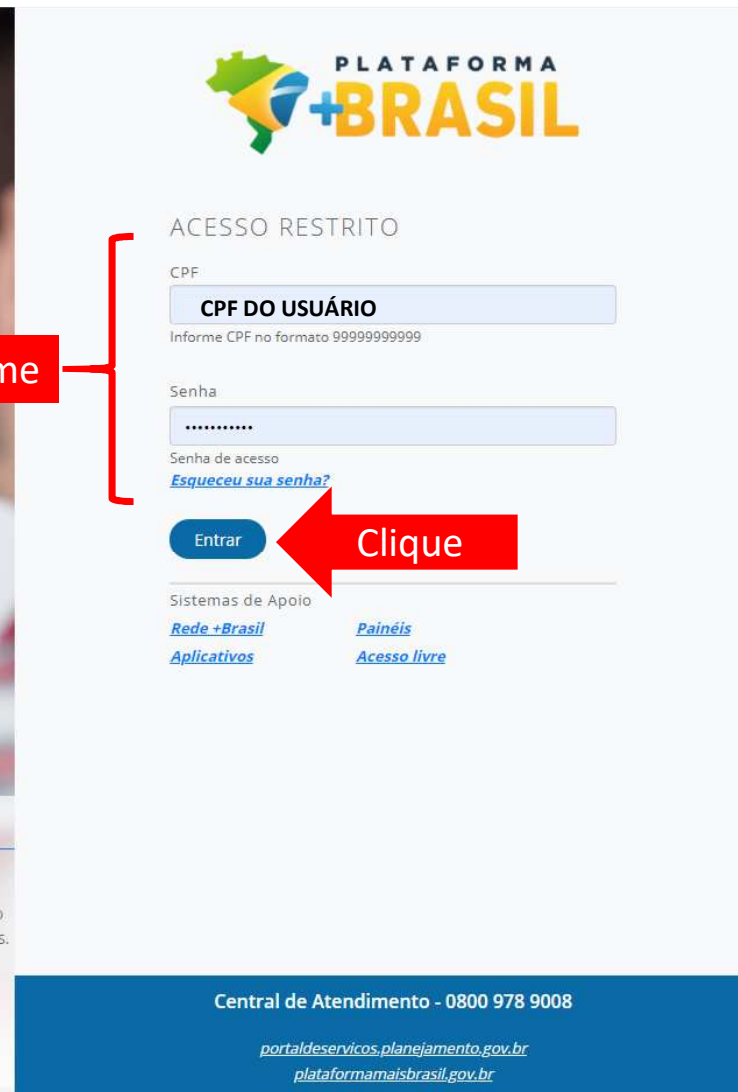 PLATAFORMA
+BRASIL
ACESSO RESTRITO
CPF
CPF DO USUÁRIO
Informe CPF no formato 99999999999
me
Senha
•••••••••••
Senha de acesso
Esqueceu sua senha?
Entrar
Clique
Sistemas de Apoio
Rede +Brasil Painéis
Aplicativos Acesso livre
s.
Central de Atendimento - 0800 978 9008
portaldeservicos.planejamento.gov.br
plataformamaisbrasil.gov.br